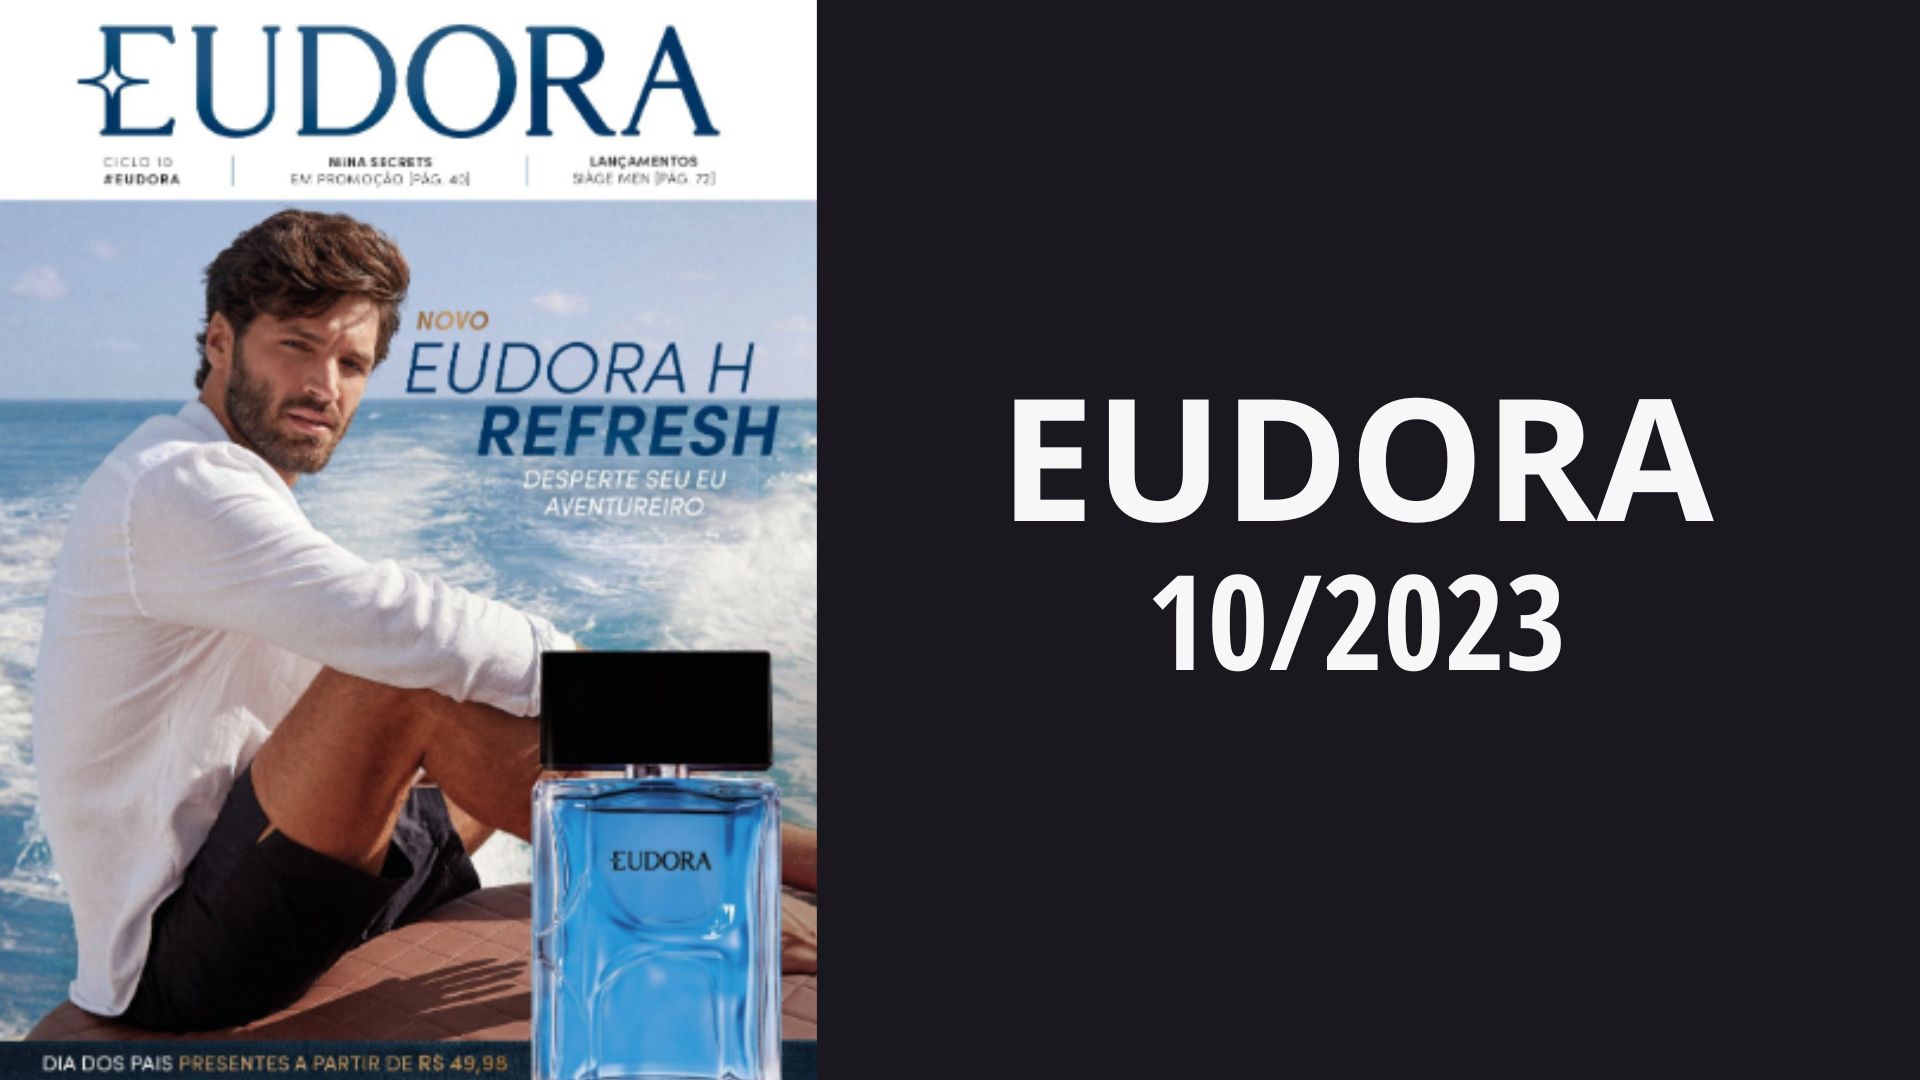 EUDORA
CICLO 10
#EUDORA
NIINA SECRETS
EM PROMOÇÃO [PÁG. 40]
LANÇAMENTOS
SIÀGE MEN [PÁG. 72]
NOVO
EUDORA H
REFRESH
DESPERTE SEU EU
AVENTUREIRO
EUDORA
DIA DOS PAIS PRESENTES A PARTIR DE R$ 49,98
EUDORA
10/2023